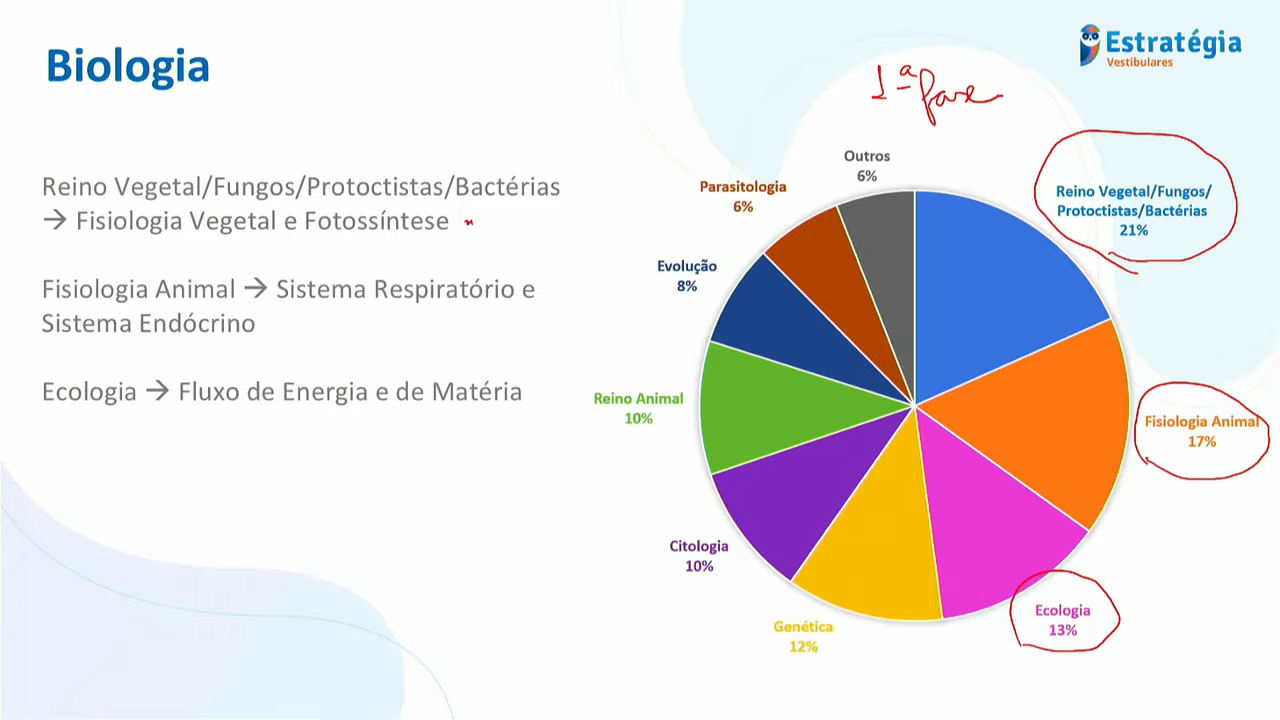 Biologia
Estratégia
Vestibulares
1ª fase
Reino Vegetal/Fungos/Protoctistas/Bactérias
→ Fisiologia Vegetal e Fotossíntese
Fisiologia Animal → Sistema Respiratório e
Sistema Endócrino
Ecologia → Fluxo de Energia e de Matéria
Outros
6%
Parasitologia
6%
Evolução
8%
Reino Animal
10%
Citologia
10%
Genética
12%
Ecologia
13%
Fisiologia Animal
17%
Reino Vegetal/Fungos/
Protoctistas/Bactérias
21%